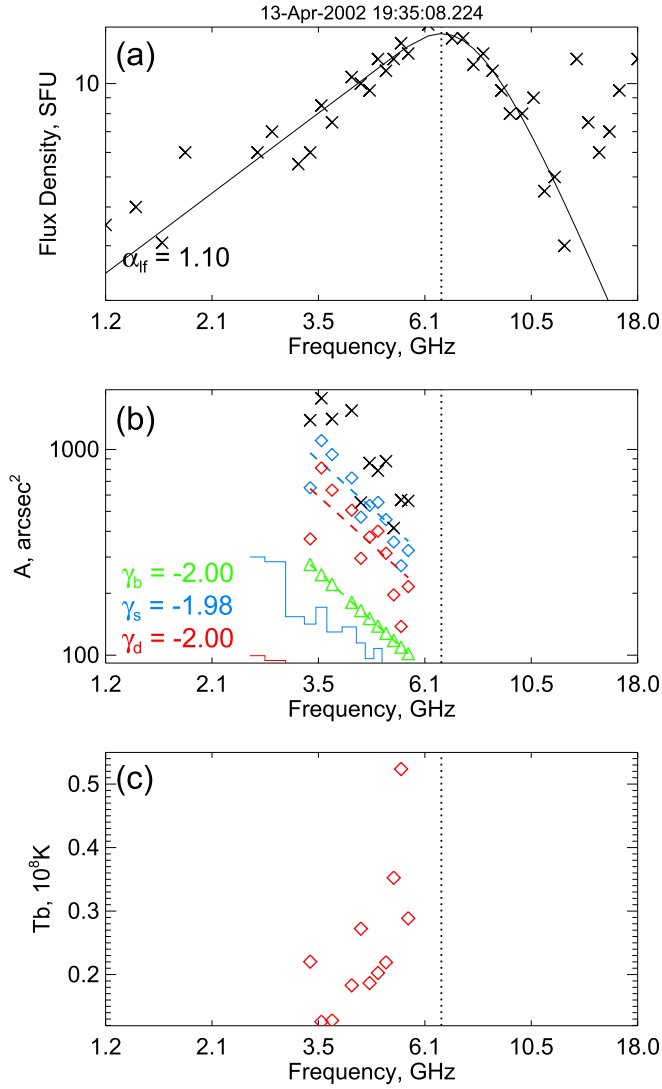 13-Apr-2002 19:35:08.224
(a)
10
Flux Density, SFU
α_lf = 1.10
1.2 2.1 3.5 6.1 10.5 18.0
Frequency, GHz
(b)
1000
A, arcsec²
γ_b = -2.00
γ_s = -1.98
γ_d = -2.00
100
1.2 2.1 3.5 6.1 10.5 18.0
Frequency, GHz
(c)
0.5
0.4
0.3
0.2
Tb, 10⁸K
1.2 2.1 3.5 6.1 10.5 18.0
Frequency, GHz